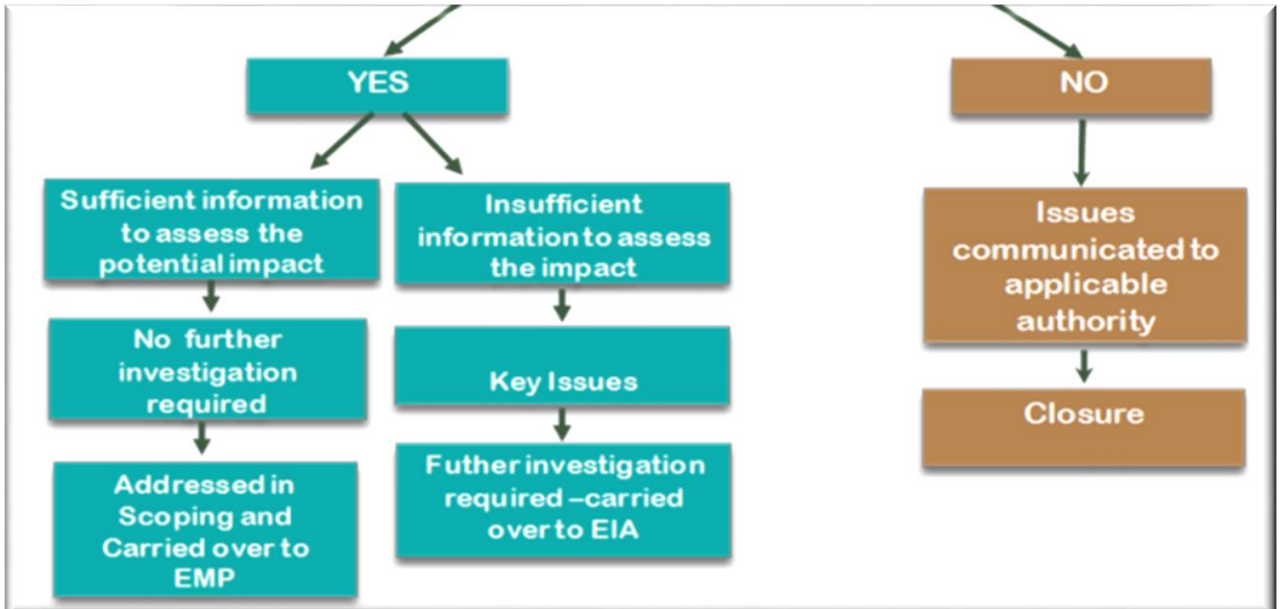 YES
NO
Sufficient information
to assess the
potential impact
Insufficient
information to assess
the impact
Issues
communicated to
applicable
authority
No further
investigation
required
Key Issues
Closure
Addressed in
Scoping and
Carried over to
EMP
Futher investigation
required –carried
over to EIA